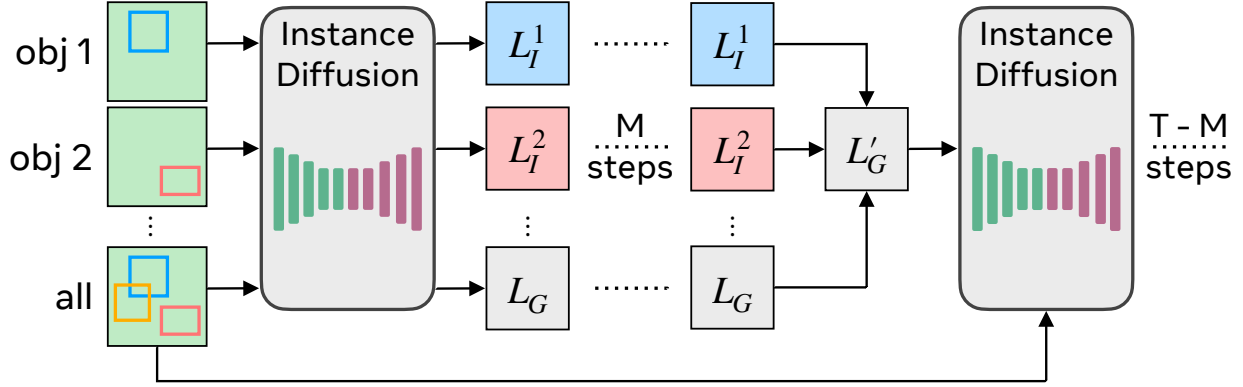 obj 1
Instance
Diffusion
L_I^1
L_I^1
Instance
Diffusion
obj 2
L_I^2
M
steps
L_I^2
L'_G
T - M
steps
all
L_G
L_G